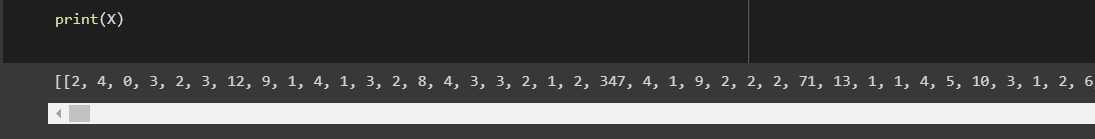 print(X)
[[2, 4, 0, 3, 2, 3, 12, 9, 1, 4, 1, 3, 2, 8, 4, 3, 3, 2, 1, 2, 347, 4, 1, 9, 2, 2, 2, 71, 13, 1, 1, 4, 5, 10, 3, 1, 2, 6